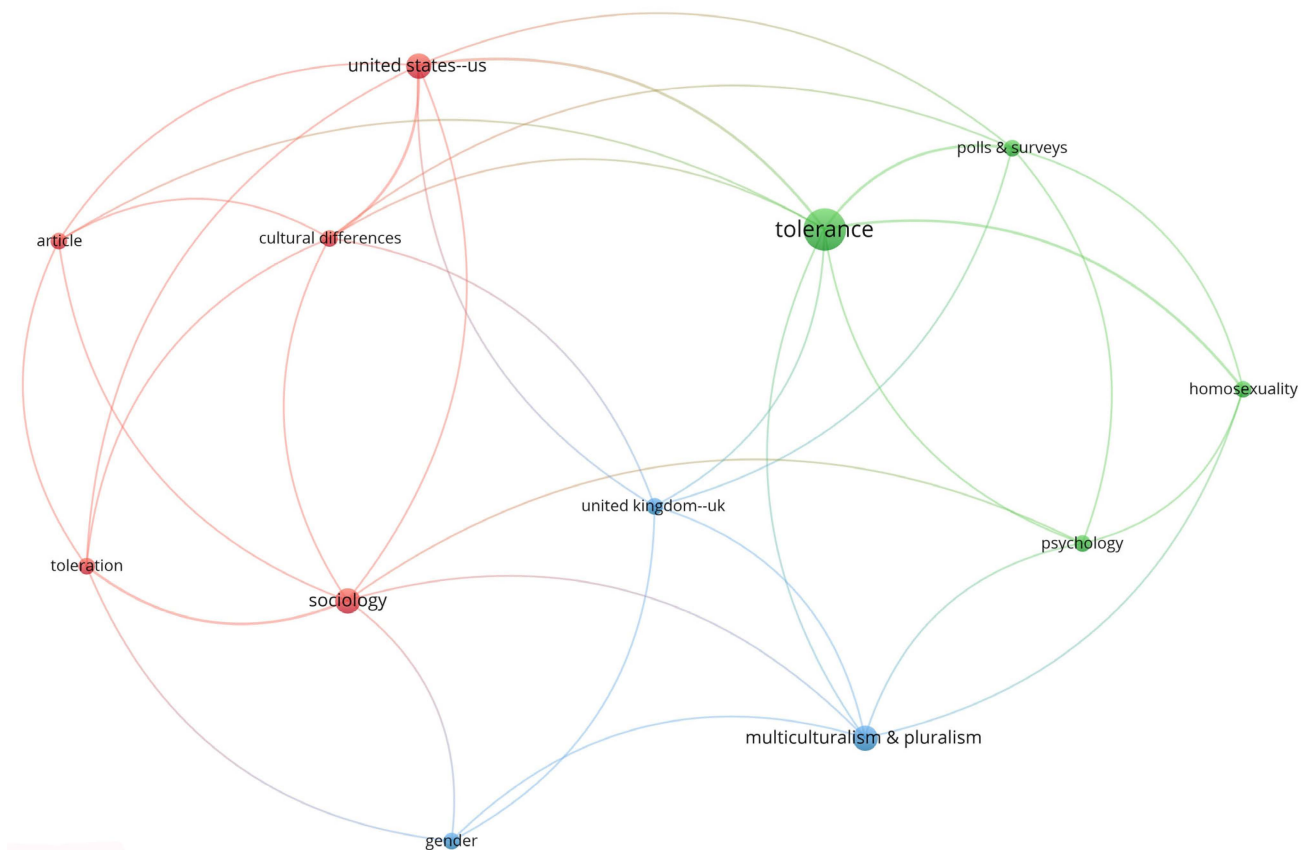 united states--us
polls & surveys
tolerance
article
cultural differences
homosexuality
united kingdom--uk
psychology
toleration
sociology
multiculturalism & pluralism
gender